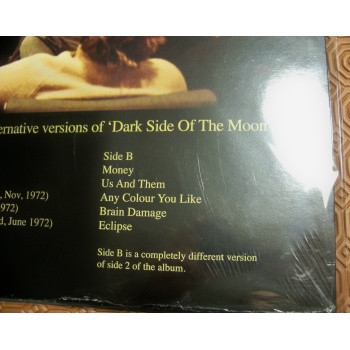 ernative versions of 'Dark Side Of The Moon
Side B
Money
Us And Them
, Nov, 1972) Any Colour You Like
1972) Brain Damage
d, June 1972) Eclipse
Side B is a completely different version
of side 2 of the album.